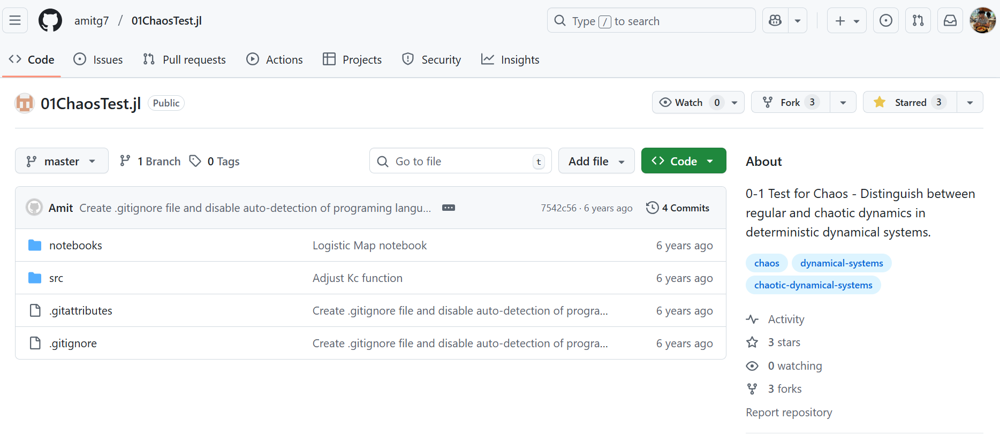 amitg7 / 01ChaosTest.jl
Type / to search
Code Issues Pull requests Actions Projects Security Insights
01ChaosTest.jl Public
Watch 0 Fork 3 Starred 3
master 1 Branch 0 Tags
Go to file t Add file Code
Amit Create .gitignore file and disable auto-detection of programing langu... 7542c56 · 6 years ago 4 Commits
notebooks Logistic Map notebook 6 years ago
src Adjust Kc function 6 years ago
.gitattributes Create .gitignore file and disable auto-detection of progra... 6 years ago
.gitignore Create .gitignore file and disable auto-detection of progra... 6 years ago
About
0-1 Test for Chaos - Distinguish between
regular and chaotic dynamics in
deterministic dynamical systems.
chaos dynamical-systems
chaotic-dynamical-systems
Activity
3 stars
0 watching
3 forks
Report repository